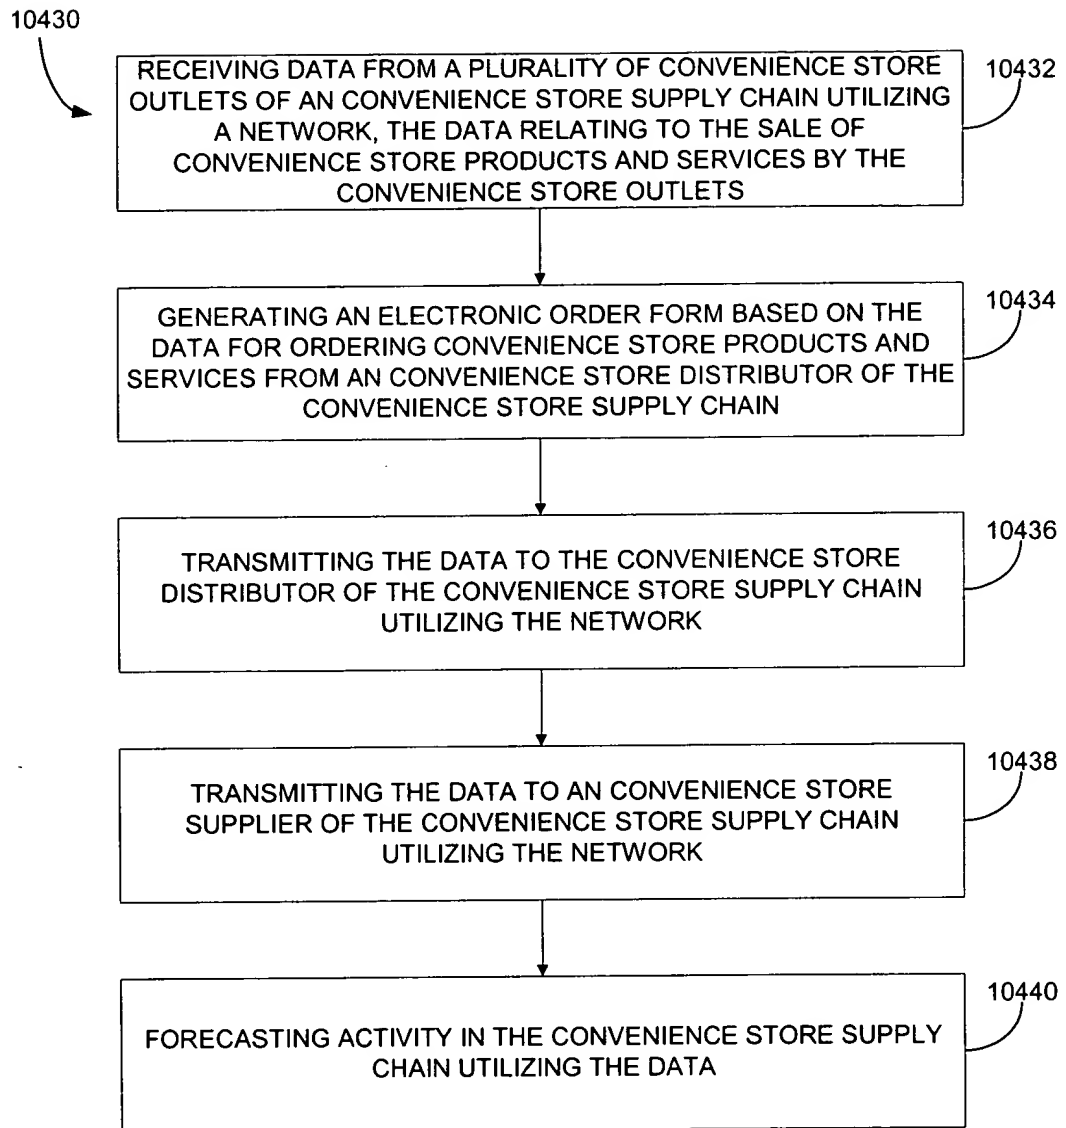 10430
RECEIVING DATA FROM A PLURALITY OF CONVENIENCE STORE
OUTLETS OF AN CONVENIENCE STORE SUPPLY CHAIN UTILIZING
A NETWORK, THE DATA RELATING TO THE SALE OF
CONVENIENCE STORE PRODUCTS AND SERVICES BY THE
CONVENIENCE STORE OUTLETS
10432
GENERATING AN ELECTRONIC ORDER FORM BASED ON THE
DATA FOR ORDERING CONVENIENCE STORE PRODUCTS AND
SERVICES FROM AN CONVENIENCE STORE DISTRIBUTOR OF THE
CONVENIENCE STORE SUPPLY CHAIN
10434
TRANSMITTING THE DATA TO THE CONVENIENCE STORE
DISTRIBUTOR OF THE CONVENIENCE STORE SUPPLY CHAIN
UTILIZING THE NETWORK
10436
TRANSMITTING THE DATA TO AN CONVENIENCE STORE
SUPPLIER OF THE CONVENIENCE STORE SUPPLY CHAIN
UTILIZING THE NETWORK
10438
FORECASTING ACTIVITY IN THE CONVENIENCE STORE SUPPLY
CHAIN UTILIZING THE DATA
10440